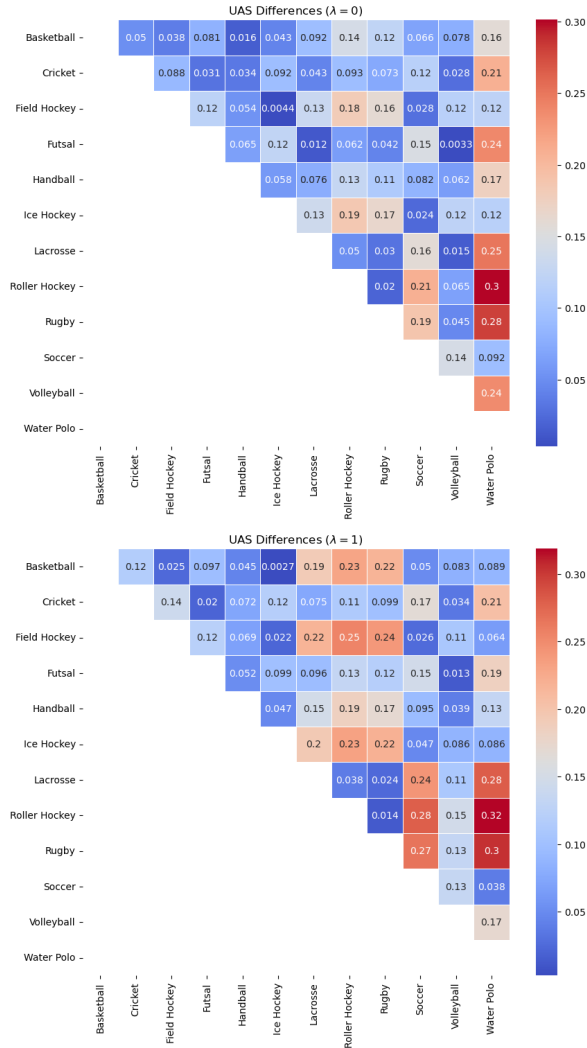 UAS Differences (λ = 0)
Basketball 0.05 0.038 0.081 0.016 0.043 0.092 0.14 0.12 0.066 0.078 0.16
Cricket 0.088 0.031 0.034 0.092 0.043 0.093 0.073 0.12 0.028 0.21
Field Hockey 0.12 0.054 0.0044 0.13 0.18 0.16 0.028 0.12 0.12
Futsal 0.065 0.12 0.012 0.062 0.042 0.15 0.0033 0.24
Handball 0.058 0.076 0.13 0.11 0.082 0.062 0.17
Ice Hockey 0.13 0.19 0.17 0.024 0.12 0.12
Lacrosse 0.05 0.03 0.16 0.015 0.25
Roller Hockey 0.02 0.21 0.065 0.3
Rugby 0.19 0.045 0.28
Soccer 0.14 0.092
Volleyball 0.24
Water Polo
Basketball
Cricket
Field Hockey
Futsal
Handball
Ice Hockey
Lacrosse
Roller Hockey
Rugby
Soccer
Volleyball
Water Polo
0.30
0.25
0.20
0.15
0.10
0.05
UAS Differences (λ = 1)
Basketball 0.12 0.025 0.097 0.045 0.0027 0.19 0.23 0.22 0.05 0.083 0.089
Cricket 0.14 0.02 0.072 0.12 0.075 0.11 0.099 0.17 0.034 0.21
Field Hockey 0.12 0.069 0.022 0.22 0.25 0.24 0.026 0.11 0.064
Futsal 0.052 0.099 0.096 0.13 0.12 0.15 0.013 0.19
Handball 0.047 0.15 0.19 0.17 0.095 0.039 0.13
Ice Hockey 0.2 0.23 0.22 0.047 0.086 0.086
Lacrosse 0.038 0.024 0.24 0.11 0.28
Roller Hockey 0.014 0.28 0.15 0.32
Rugby 0.27 0.13 0.3
Soccer 0.13 0.038
Volleyball 0.17
Water Polo
Basketball
Cricket
Field Hockey
Futsal
Handball
Ice Hockey
Lacrosse
Roller Hockey
Rugby
Soccer
Volleyball
Water Polo
0.30
0.25
0.20
0.15
0.10
0.05